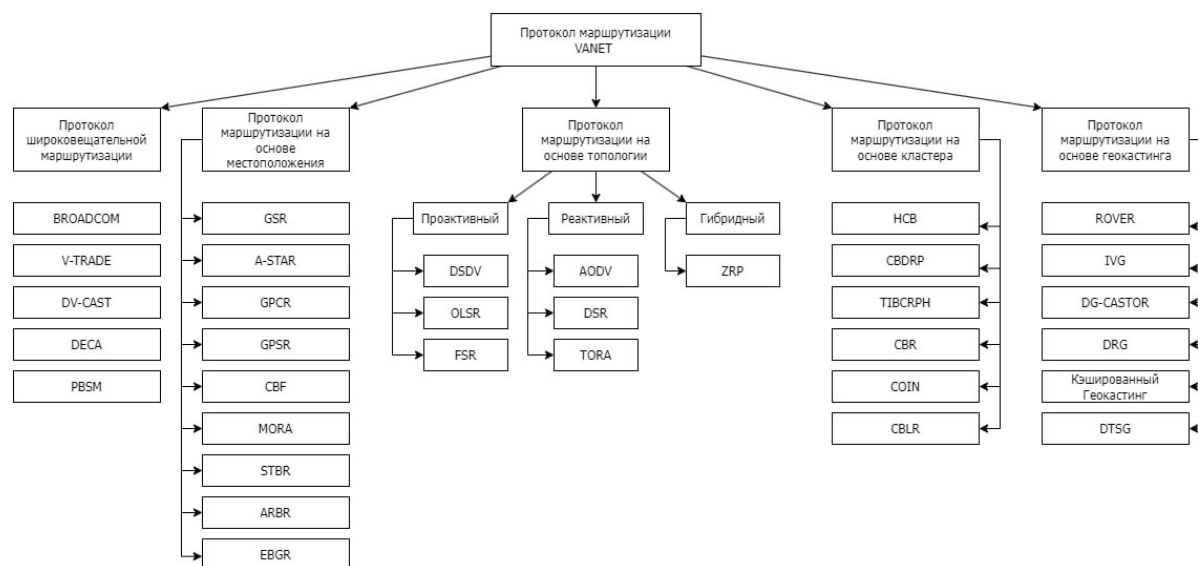 Протокол маршрутизации
VANET
Протокол
широковещательной
маршрутизации
Протокол
маршрутизации на
основе
местоположения
Протокол
маршрутизации на
основе топологии
Протокол
маршрутизации на
основе кластера
Протокол
маршрутизации на
основе геокастинга
BROADCOM
V-TRADE
DV-CAST
DECA
PBSM
GSR
A-STAR
GPCR
GPSR
CBF
MORA
STBR
ARBR
EBGR
Проактивный
DSDV
OLSR
FSR
Реактивный
AODV
DSR
TORA
Гибридный
ZRP
HCB
CBDRP
TIBCRPH
CBR
COIN
CBLR
ROVER
IVG
DG-CASTOR
DRG
Кэшированный
Геокастинг
DTSG